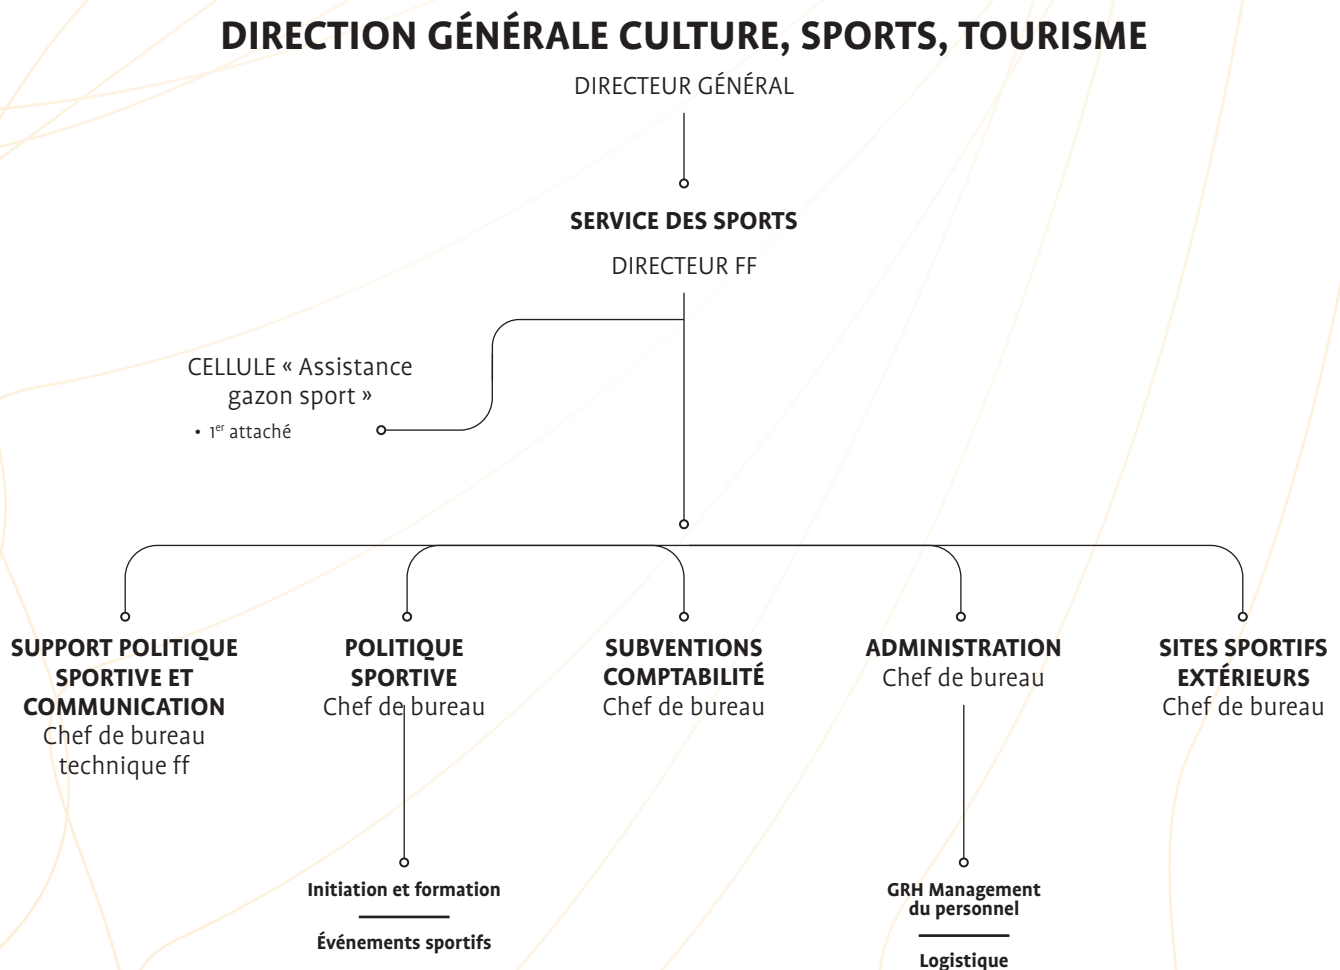 DIRECTION GÉNÉRALE CULTURE, SPORTS, TOURISME
DIRECTEUR GÉNÉRAL
SERVICE DES SPORTS
DIRECTEUR FF
CELLULE « Assistance
gazon sport »
• 1er attaché
SUPPORT POLITIQUE
SPORTIVE ET
COMMUNICATION
Chef de bureau
technique ff
POLITIQUE
SPORTIVE
Chef de bureau
SUBVENTIONS
COMPTABILITÉ
Chef de bureau
ADMINISTRATION
Chef de bureau
SITES SPORTIFS
EXTÉRIEURS
Chef de bureau
Initiation et formation
Événements sportifs
GRH Management
du personnel
Logistique